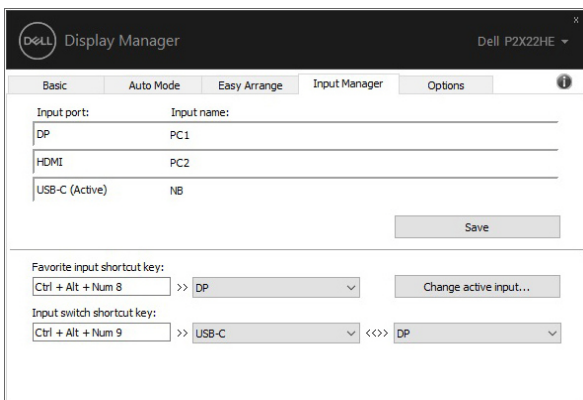 DELL Display Manager Dell P2X22HE
x
Basic Auto Mode Easy Arrange Input Manager Options i
Input port: Input name:
DP PC1
HDMI PC2
USB-C (Active) NB
Save
Favorite input shortcut key:
Ctrl + Alt + Num 8 >> DP Change active input...
Input switch shortcut key:
Ctrl + Alt + Num 9 >> USB-C <<>> DP